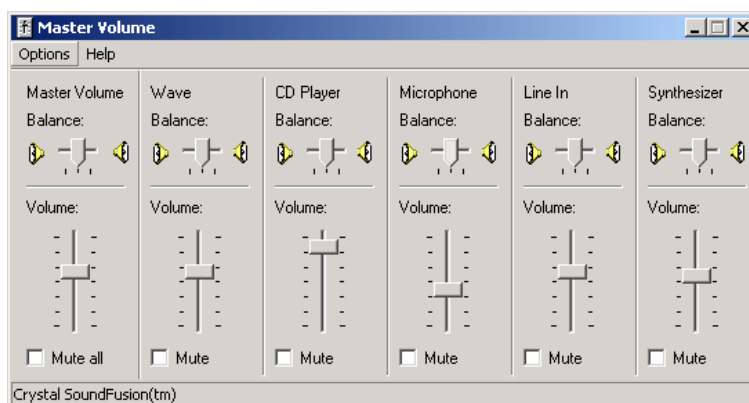 Master Volume
Options Help
Master Volume Wave CD Player Microphone Line In Synthesizer
Balance: Balance: Balance: Balance: Balance: Balance:
Volume: Volume: Volume: Volume: Volume: Volume:
Mute all Mute Mute Mute Mute Mute
Crystal SoundFusion(tm)